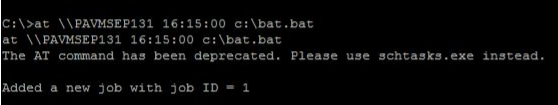 C:\>at \\PAVMSEP131 16:15:00 c:\bat.bat
at \\PAVMSEP131 16:15:00 c:\bat.bat
The AT command has been deprecated. Please use schtasks.exe instead.
Added a new job with job ID = 1